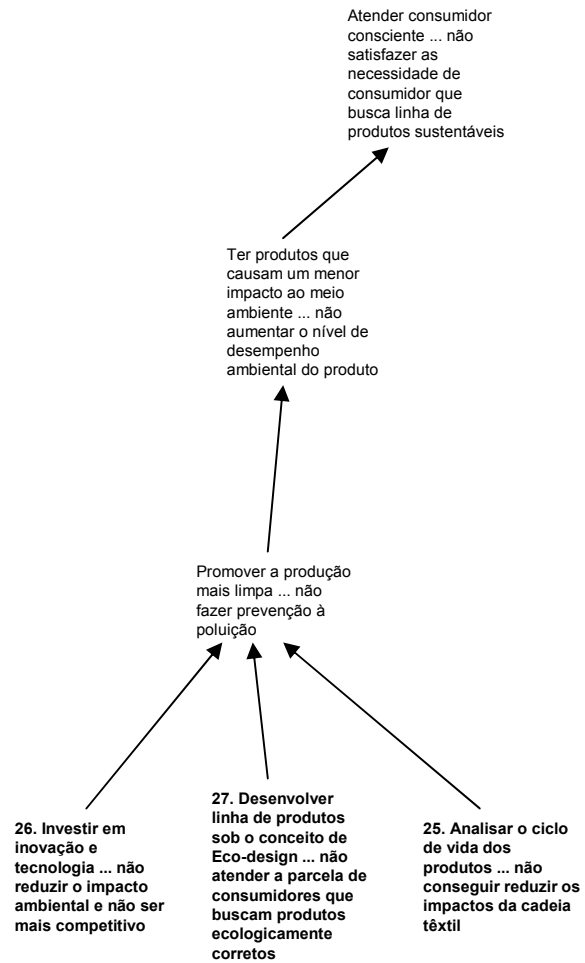 Atender consumidor
consciente ... não
satisfazer as
necessidade de
consumidor que
busca linha de
produtos sustentáveis
Ter produtos que
causam um menor
impacto ao meio
ambiente ... não
aumentar o nível de
desempenho
ambiental do produto
Promover a produção
mais limpa ... não
fazer prevenção à
poluição
26. Investir em
inovação e
tecnologia ... não
reduzir o impacto
ambiental e não ser
mais competitivo
27. Desenvolver
linha de produtos
sob o conceito de
Eco-design ... não
atender a parcela de
consumidores que
buscam produtos
ecologicamente
corretos
25. Analisar o ciclo
de vida dos
produtos ... não
conseguir reduzir os
impactos da cadeia
têxtil